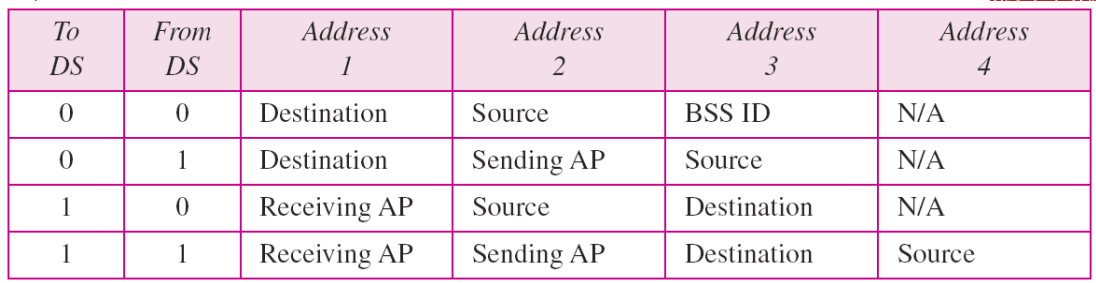 To DS From DS Address 1 Address 2 Address 3 Address 4
0 0 Destination Source BSS ID N/A
0 1 Destination Sending AP Source N/A
1 0 Receiving AP Source Destination N/A
1 1 Receiving AP Sending AP Destination Source